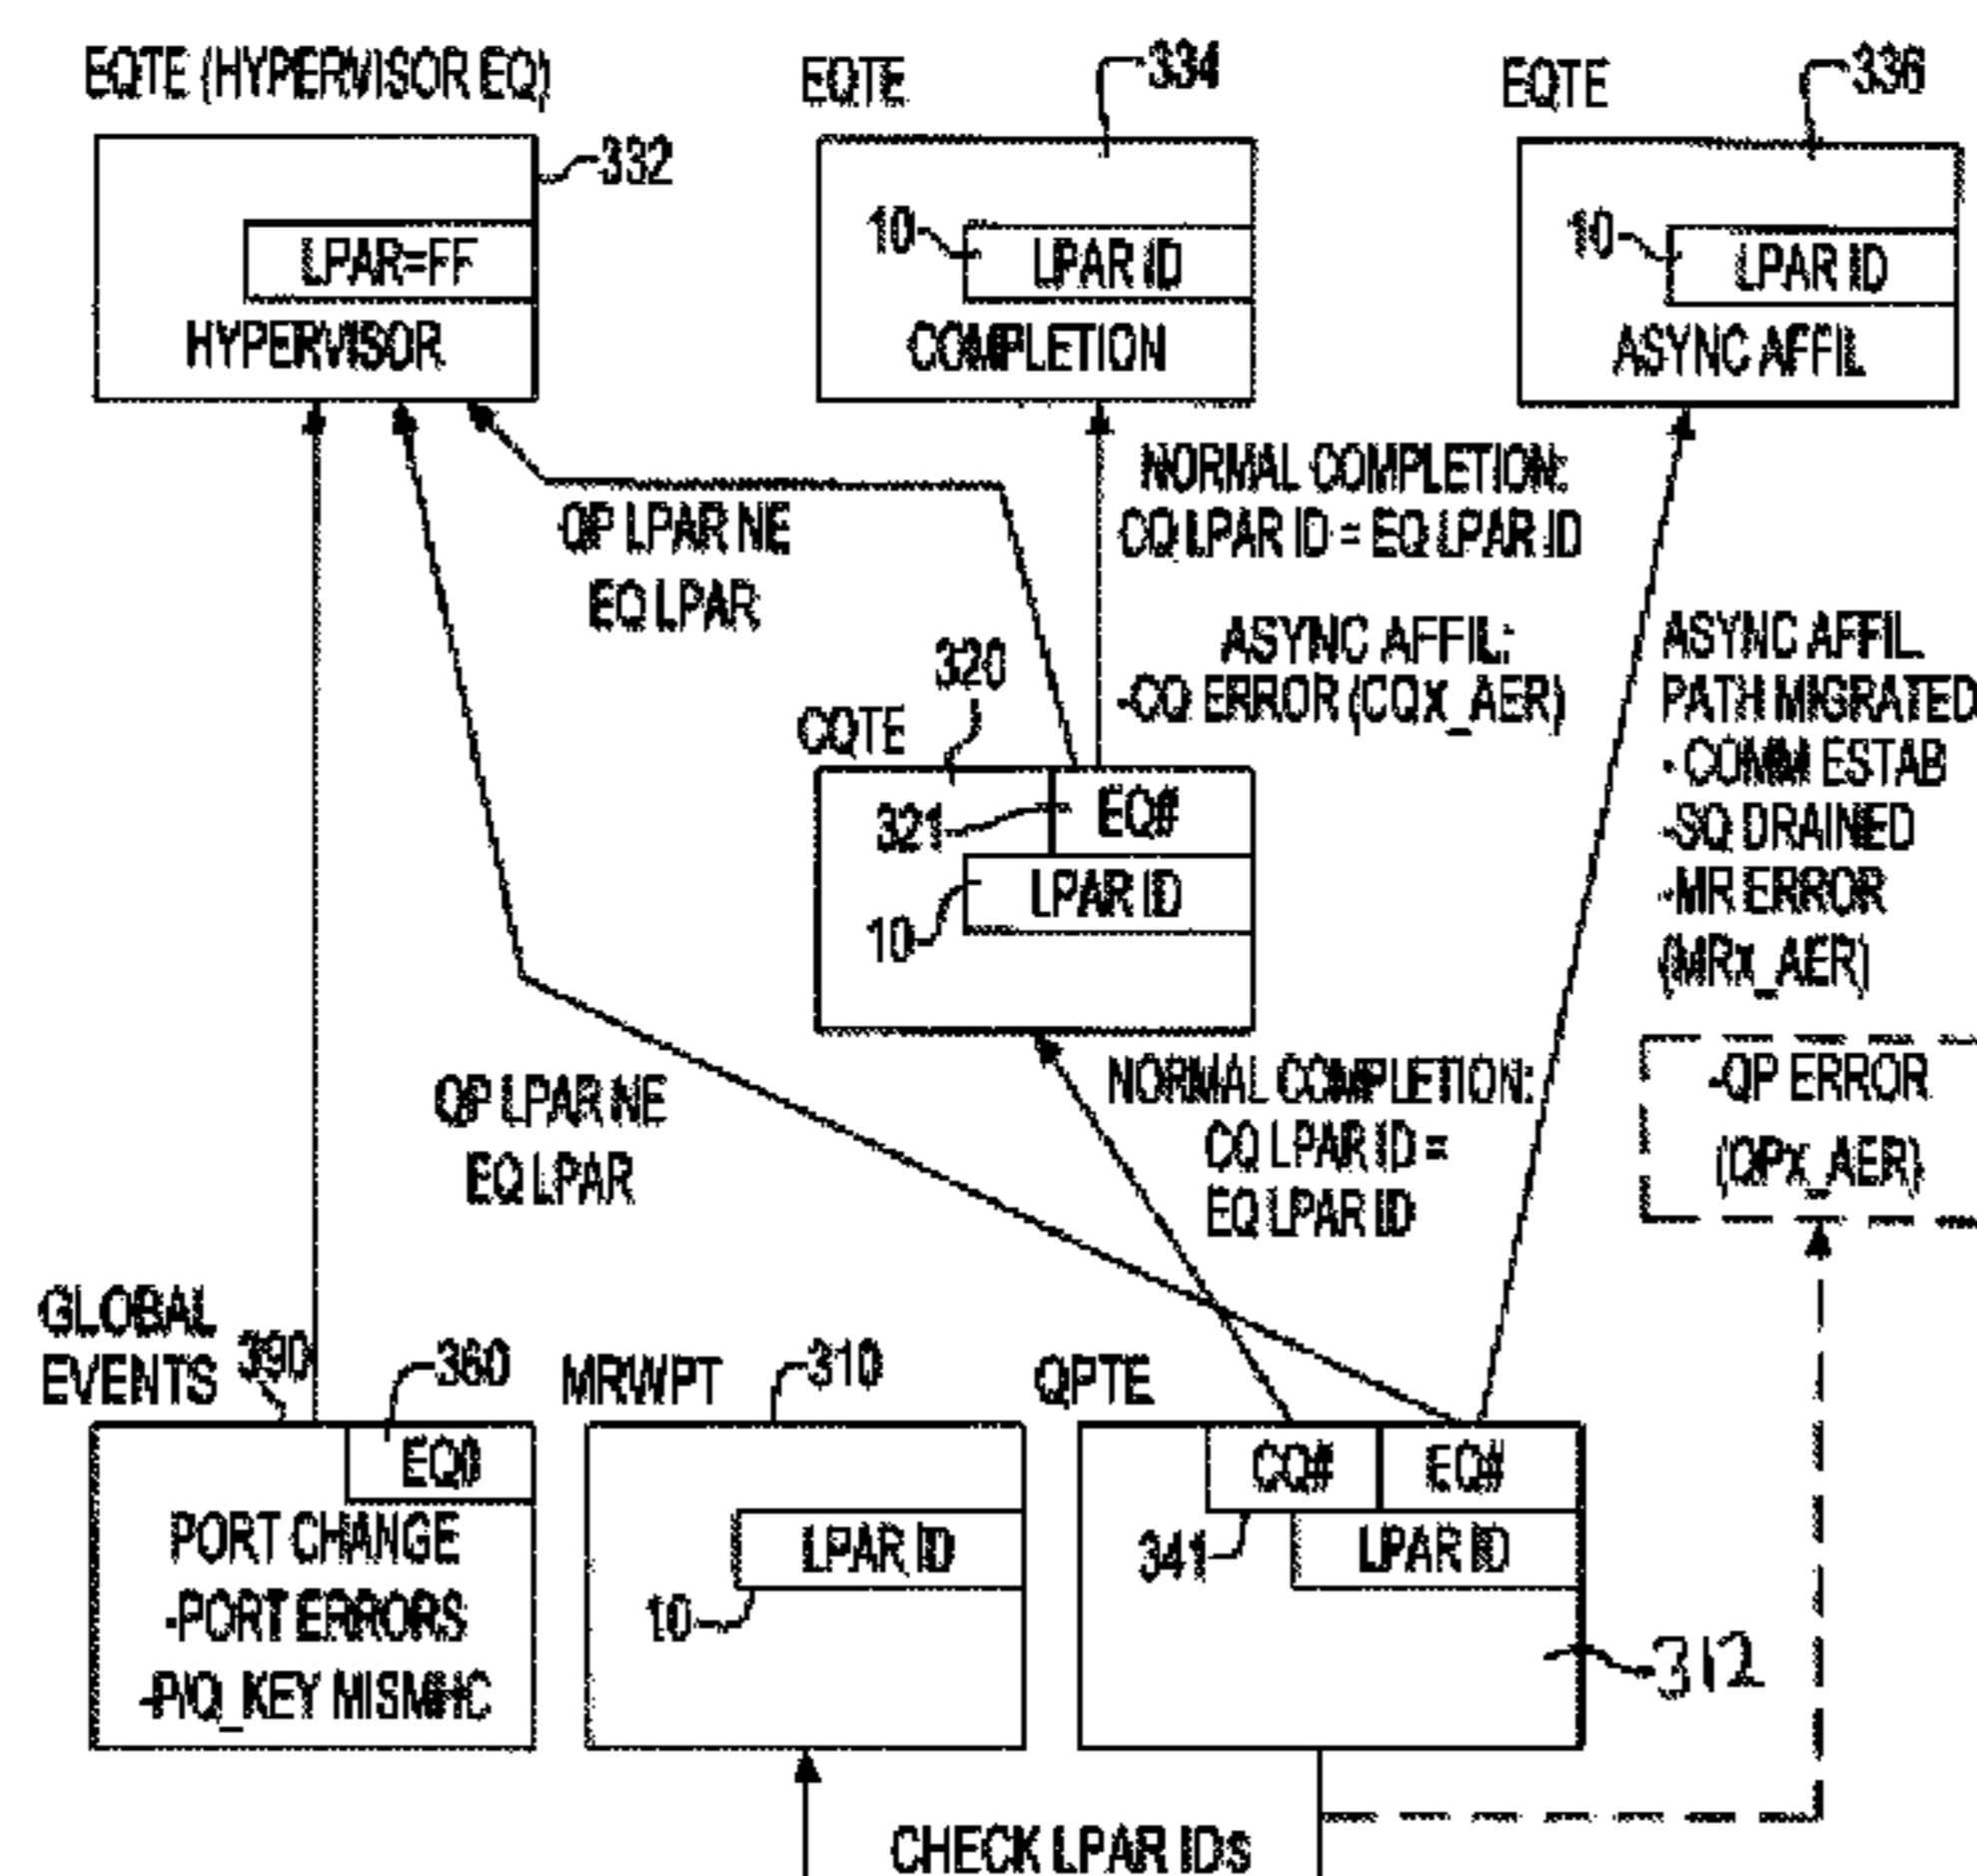 EQTE (HYPERVISOR EQ)
332
LPAR=FF
HYPERVISOR
EQTE
334
10
LPAR ID
COMPLETION
EQTE
336
10
LPAR ID
ASYNC AFFIL
QP LPAR NE
EQ LPAR
NORMAL COMPLETION:
CQ LPAR ID = EQ LPAR ID
ASYNC AFFIL:
-CQ ERROR (CQX_AER)
ASYNC AFFIL
PATH MIGRATED
- COMM ESTAB
-SQ DRAINED
-MR ERROR
(MRX_AER)
-QP ERROR
(QPX_AER)
CQTE
320
321
EQ#
LPAR ID
10
QP LPAR NE
EQ LPAR
NORMAL COMPLETION:
CQ LPAR ID =
EQ LPAR ID
GLOBAL
EVENTS
390
360
EQ0
PORT CHANGE
-PORT ERRORS
-P/Q_KEY MISMHC
MRWPT
310
LPAR ID
10
QPTE
CQ#
EQ#
341
LPAR ID
312
CHECK LPAR IDs